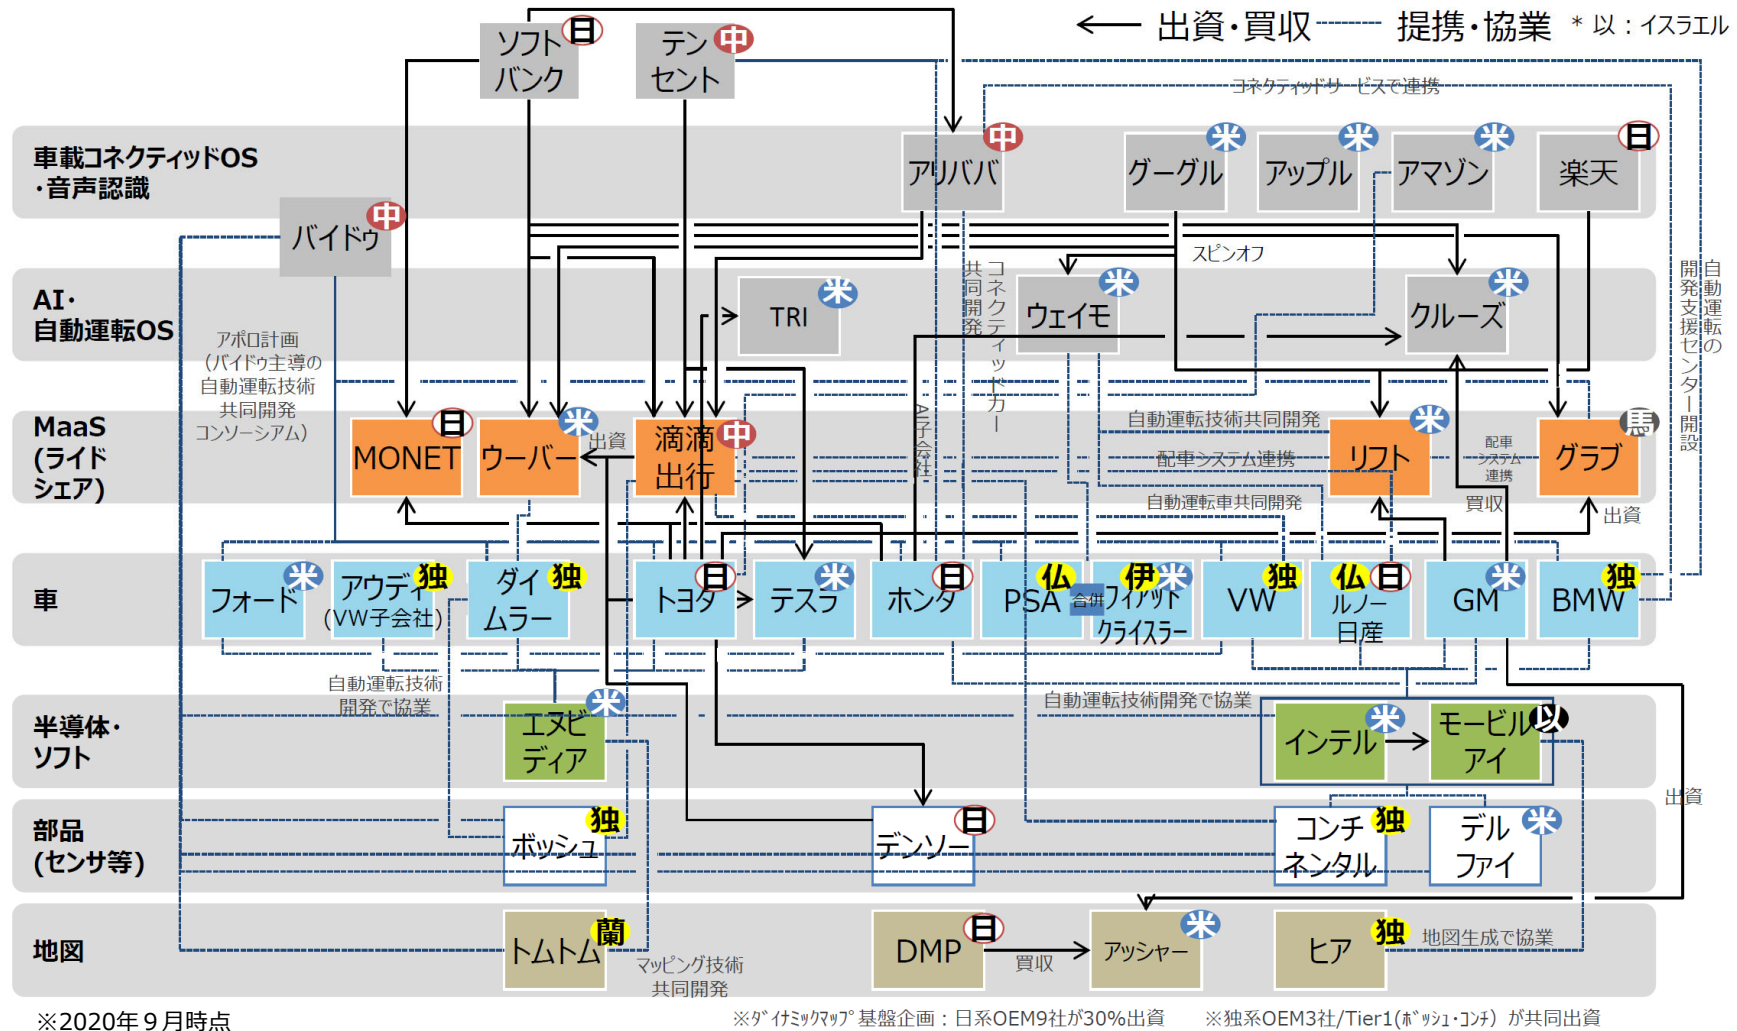 ソフト
バンク
日
テン
セント
中
出資・買収
提携・協業
* 以：イスラエル
コネクティッドサービスで連携
車載コネクティッドOS
・音声認識
アリババ
中
グーグル
米
アップル
米
アマゾン
米
楽天
日
バイドゥ
中
スピンオフ
AI・
自動運転OS
アポロ計画
（バイドゥ主導の
自動運転技術
共同開発
コンソーシアム）
TRI
米
コネクティッドカー
共同開発
ウェイモ
米
クルーズ
米
自動運転の
開発支援センター開設
MaaS
(ライド
シェア)
MONET
日
ウーバー
米
出資
滴滴
出行
中
AI子会社
自動運転技術共同開発
配車システム連携
自動運転車共同開発
リフト
米
配車
システム
連携
買収
グラブ
馬
出資
車
フォード
米
アウディ
(VW子会社)
独
ダイ
ムラー
独
トヨタ
日
テスラ
米
ホンダ
日
PSA
仏
合併
フィアット
クライスラー
伊
米
VW
独
ルノー
日産
仏
日
GM
米
BMW
独
自動運転技術
開発で協業
自動運転技術開発で協業
半導体・
ソフト
エヌビ
ディア
米
インテル
米
モービル
アイ
以
出資
部品
(センサ等)
ボッシュ
独
デンソー
日
コンチ
ネンタル
独
デル
ファイ
米
地図
トムトム
蘭
マッピング技術
共同開発
DMP
日
買収
アッシャー
米
ヒア
独
地図生成で協業
※2020年９月時点
※ﾀﾞｲﾅﾐｯｸﾏｯﾌﾟ基盤企画：日系OEM9社が30%出資
※独系OEM3社/Tier1(ﾎﾞｯｼｭ･ｺﾝﾁ）が共同出資